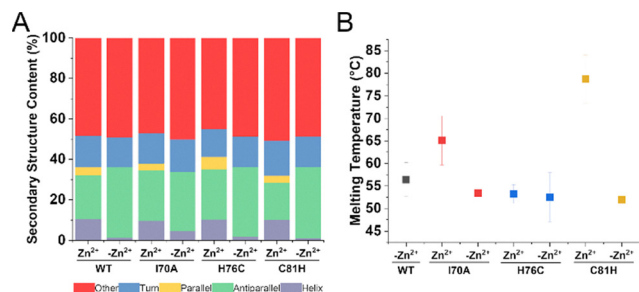 A
B
Secondary Structure Content (%)
100
80
60
40
20
0
Zn²⁺ -Zn²⁺ Zn²⁺ -Zn²⁺ Zn²⁺ -Zn²⁺ Zn²⁺ -Zn²⁺
WT I70A H76C C81H
Other Turn Parallel Antiparallel Helix
Melting Temperature (°C)
85
80
75
70
65
60
55
50
45
-Zn²⁺ Zn²⁺ -Zn²⁺ Zn²⁺ -Zn²⁺ Zn²⁺ -Zn²⁺
WT I70A H76C C81H